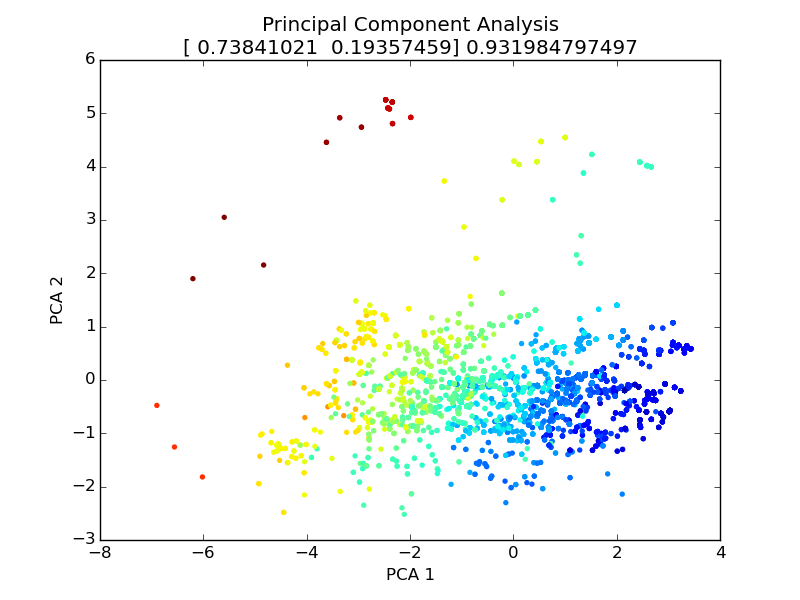 Principal Component Analysis
[ 0.73841021  0.19357459] 0.931984797497
6
5
4
3
2
1
0
−1
−2
−3
PCA 2
−8 −6 −4 −2 0 2 4
PCA 1